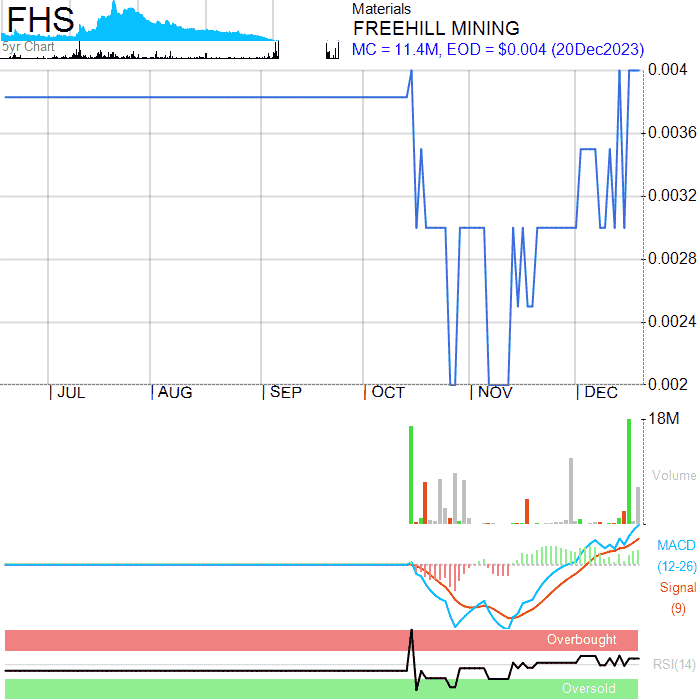 FHS
5yr Chart
Materials
FREEHILL MINING
MC = 11.4M, EOD = $0.004 (20Dec2023)
0.004
0.0036
0.0032
0.0028
0.0024
0.002
JUL AUG SEP OCT NOV DEC
18M
Volume
MACD
(12-26)
Signal
(9)
Overbought
RSI(14)
Oversold